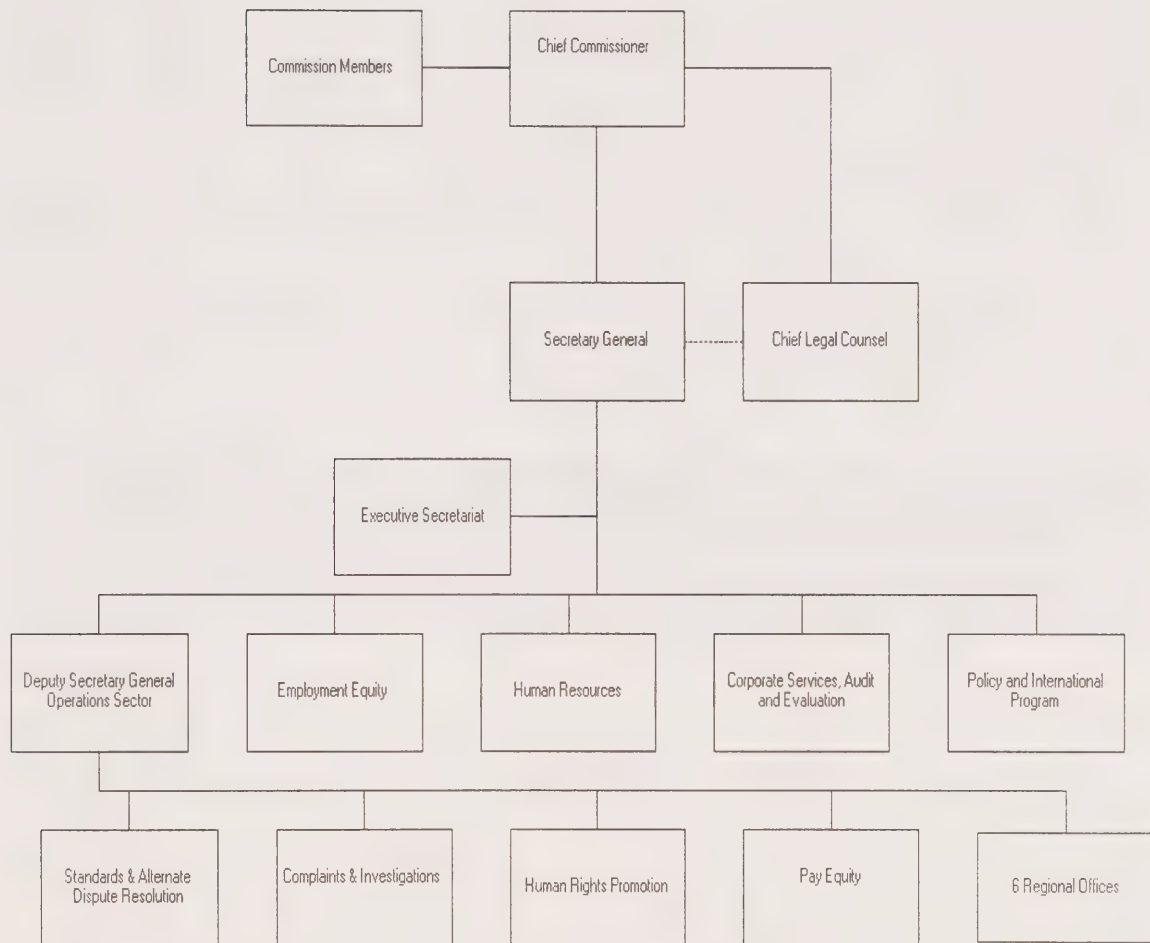 Commission Members
Chief Commissioner
Secretary General
Chief Legal Counsel
Executive Secretariat
Deputy Secretary General
Operations Sector
Employment Equity
Human Resources
Corporate Services, Audit
and Evaluation
Policy and International
Program
Standards & Alternate
Dispute Resolution
Complaints & Investigations
Human Rights Promotion
Pay Equity
6 Regional Offices